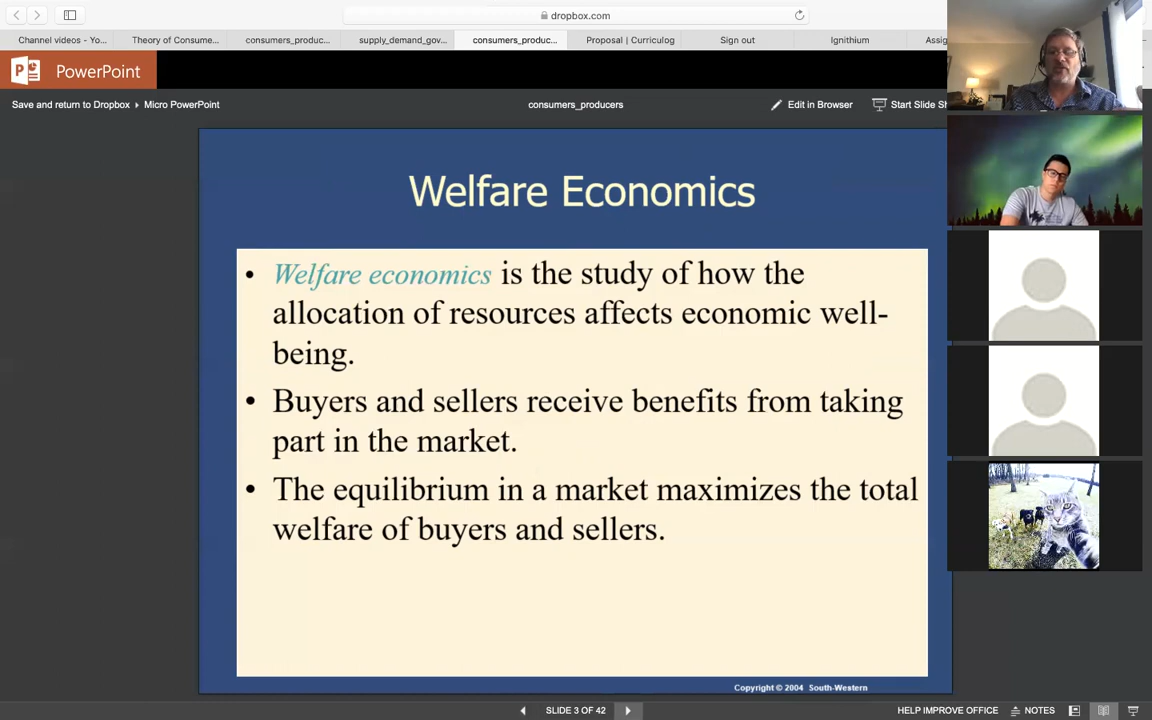 dropbox.com
Channel videos - Yo...
Theory of Consume...
consumers_produc...
supply_demand_gov...
consumers_produc...
Proposal | Curriculog
Sign out
Ignithium
Assig
PowerPoint
Save and return to Dropbox ▸ Micro PowerPoint
consumers_producers
Edit in Browser
Start Slide Sh
Welfare Economics
• Welfare economics is the study of how the
allocation of resources affects economic well-
being.
• Buyers and sellers receive benefits from taking
part in the market.
• The equilibrium in a market maximizes the total
welfare of buyers and sellers.
Copyright © 2004 South-Western
SLIDE 3 OF 42
HELP IMPROVE OFFICE
NOTES